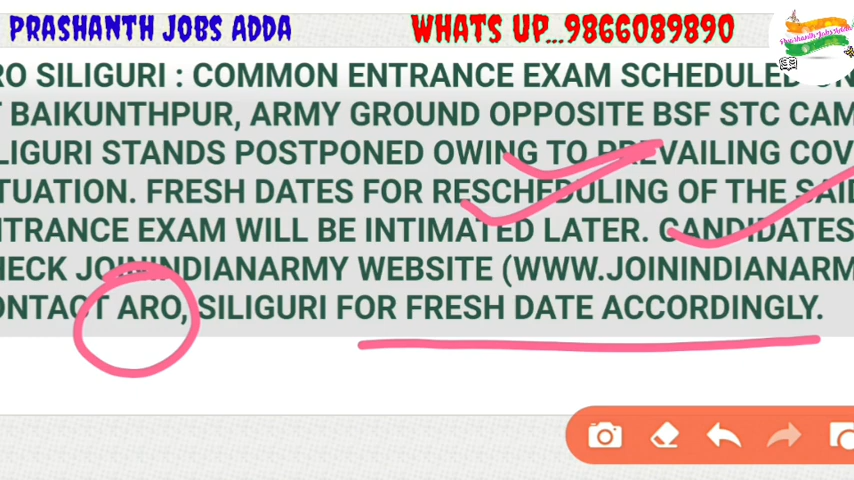 PRASHANTH JOBS ADDA WHATS UP...9866089890
RO SILIGURI : COMMON ENTRANCE EXAM SCHEDULED ON
T BAIKUNTHPUR, ARMY GROUND OPPOSITE BSF STC CAM
LIGURI STANDS POSTPONED OWING TO PREVAILING COV
TUATION. FRESH DATES FOR RESCHEDULING OF THE SAID
NTRANCE EXAM WILL BE INTIMATED LATER. CANDIDATES
HECK JOININDIANARMY WEBSITE (WWW.JOININDIANARM
ONTACT ARO, SILIGURI FOR FRESH DATE ACCORDINGLY.